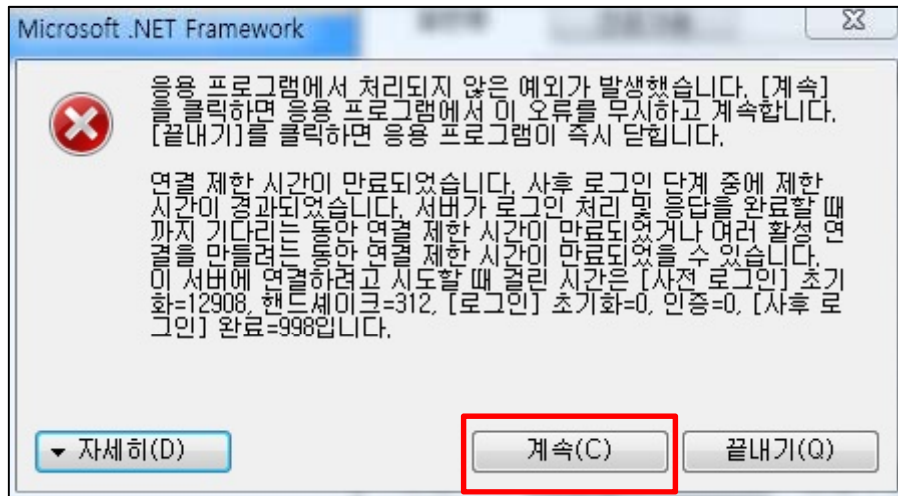 Microsoft .NET Framework
응용 프로그램에서 처리되지 않은 예외가 발생했습니다. [계속]
을 클릭하면 응용 프로그램에서 이 오류를 무시하고 계속합니다.
[끝내기]를 클릭하면 응용 프로그램이 즉시 닫힙니다.
연결 제한 시간이 만료되었습니다. 사후 로그인 단계 중에 제한
시간이 경과되었습니다. 서버가 로그인 처리 및 응답을 완료할 때
까지 기다리는 동안 연결 제한 시간이 만료되었거나 여러 활성 연
결을 만들려는 동안 연결 제한 시간이 만료되었을 수 있습니다.
이 서버에 연결하려고 시도할 때 걸린 시간은 [사전 로그인] 초기
화=12908, 핸드셰이크=312, [로그인] 초기화=0, 인증=0, [사후 로
그인] 완료=998입니다.
자세히(D)
계속(C)
끝내기(Q)